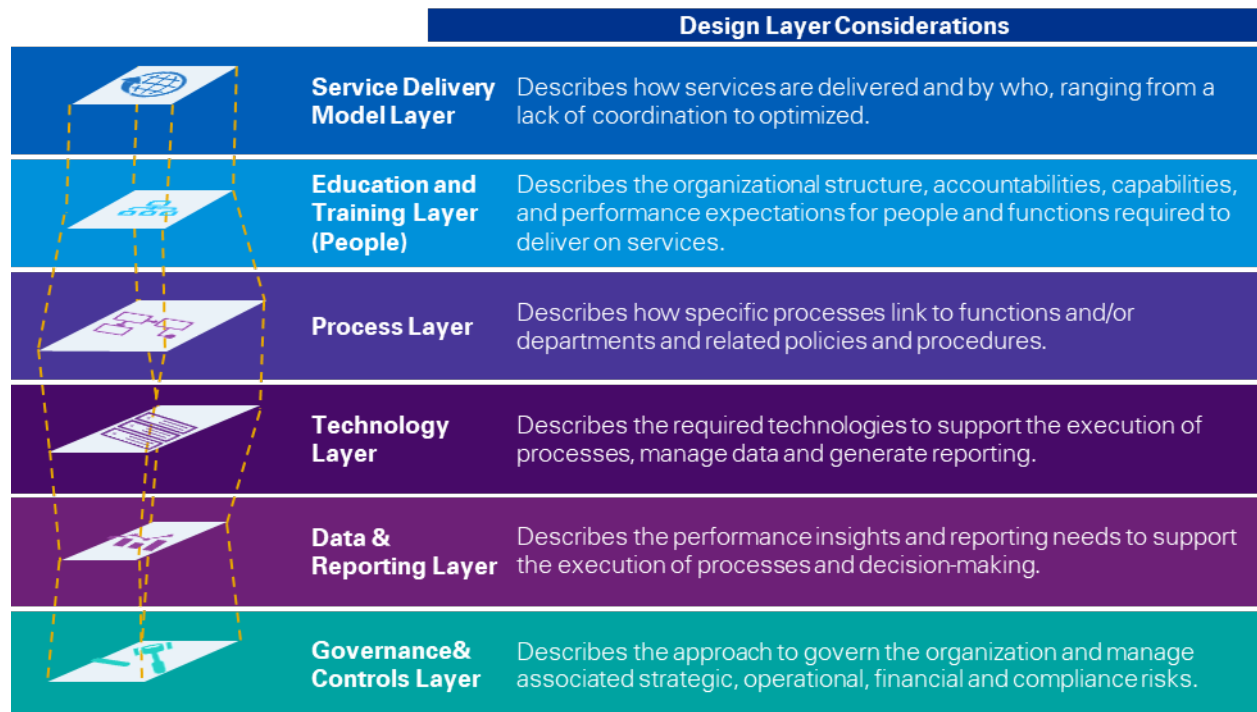 Design Layer Considerations
Service Delivery
Model Layer
Describes how services are delivered and by who, ranging from a
lack of coordination to optimized.
Education and
Training Layer
(People)
Describes the organizational structure, accountabilities, capabilities,
and performance expectations for people and functions required to
deliver on services.
Process Layer
Describes how specific processes link to functions and/or
departments and related policies and procedures.
Technology
Layer
Describes the required technologies to support the execution of
processes, manage data and generate reporting.
Data &
Reporting Layer
Describes the performance insights and reporting needs to support
the execution of processes and decision-making.
Governance&
Controls Layer
Describes the approach to govern the organization and manage
associated strategic, operational, financial and compliance risks.